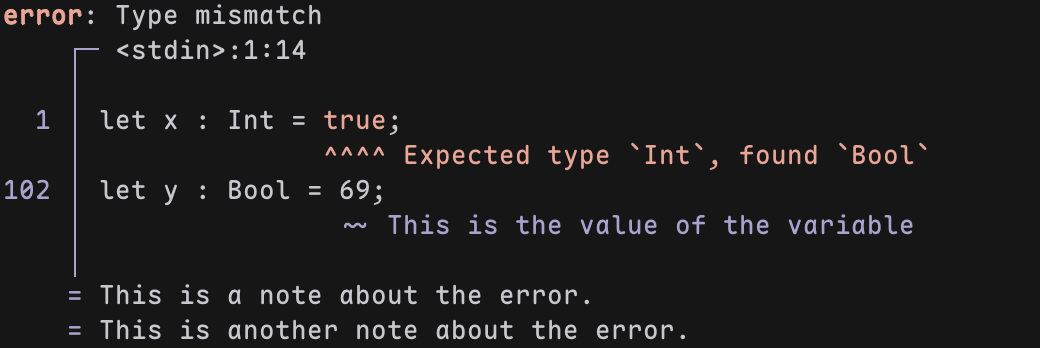 error: Type mismatch
<stdin>:1:14
1 let x : Int = true;
^^^^ Expected type `Int`, found `Bool`
102 let y : Bool = 69;
~~ This is the value of the variable
= This is a note about the error.
= This is another note about the error.